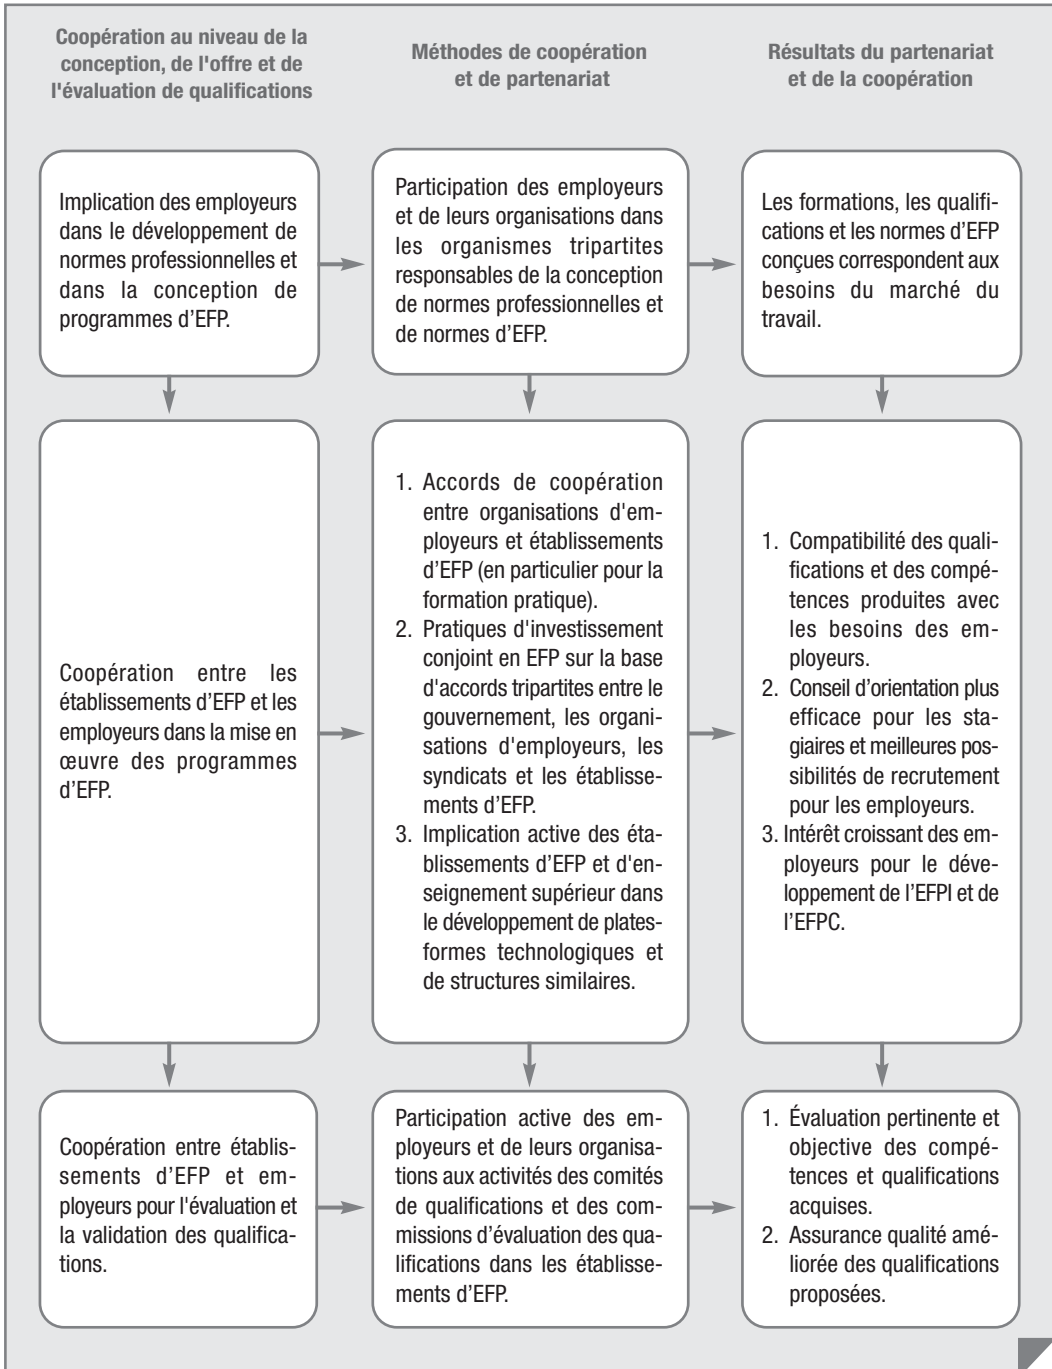 Coopération au niveau de la
conception, de l'offre et de
l'évaluation de qualifications
Méthodes de coopération
et de partenariat
Résultats du partenariat
et de la coopération
Implication des employeurs
dans le développement de
normes professionnelles et
dans la conception de
programmes d’EFP.
Participation des employeurs
et de leurs organisations dans
les organismes tripartites
responsables de la conception
de normes professionnelles et
de normes d’EFP.
Les formations, les qualifi-
cations et les normes d’EFP
conçues correspondent aux
besoins du marché du
travail.
Coopération entre les
établissements d’EFP et les
employeurs dans la mise en
œuvre des programmes
d’EFP.
1. Accords de coopération
entre organisations d'em-
ployeurs et établissements
d’EFP (en particulier pour la
formation pratique).
2. Pratiques d'investissement
conjoint en EFP sur la base
d'accords tripartites entre le
gouvernement, les organi-
sations d'employeurs, les
syndicats et les établisse-
ments d’EFP.
3. Implication active des éta-
blissements d’EFP et d'en-
seignement supérieur dans
le développement de plates-
formes technologiques et
de structures similaires.
1. Compatibilité des quali-
fications et des compé-
tences produites avec
les besoins des em-
ployeurs.
2. Conseil d’orientation plus
efficace pour les sta-
giaires et meilleures pos-
sibilités de recrutement
pour les employeurs.
3. Intérêt croissant des em-
ployeurs pour le déve-
loppement de l’EFPI et de
l’EFPC.
Coopération entre établis-
sements d’EFP et em-
ployeurs pour l'évaluation et
la validation des qualifica-
tions.
Participation active des em-
ployeurs et de leurs organisa-
tions aux activités des comités
de qualifications et des com-
missions d’évaluation des qua-
lifications dans les établisse-
ments d’EFP.
1. Évaluation pertinente et
objective des compé-
tences et qualifications
acquises.
2. Assurance qualité amé-
liorée des qualifications
proposées.